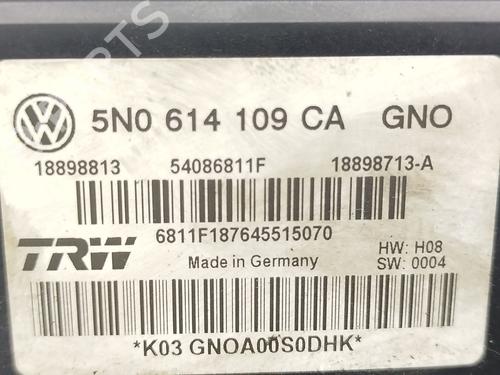 PARTS
5N0 614 109 CA GNO
18898813 54086811F 18898713-A
6811F187645515070
TRW Made in Germany HW: H08
SW: 0004
*K03 GNOA00S0DHK*